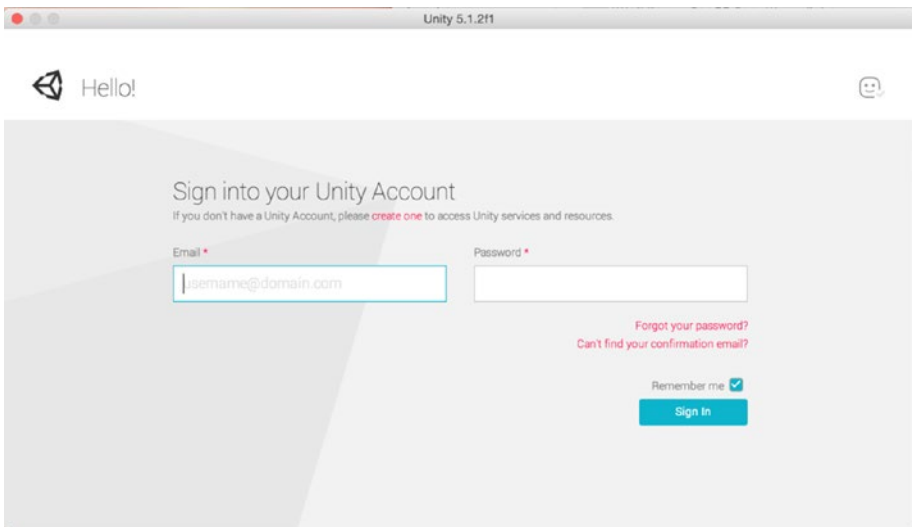 Unity 5.1.2f1
Hello!
Sign into your Unity Account
If you don't have a Unity Account, please create one to access Unity services and resources.
Email *
Password *
username@domain.com
Forgot your password?
Can't find your confirmation email?
Remember me
Sign In